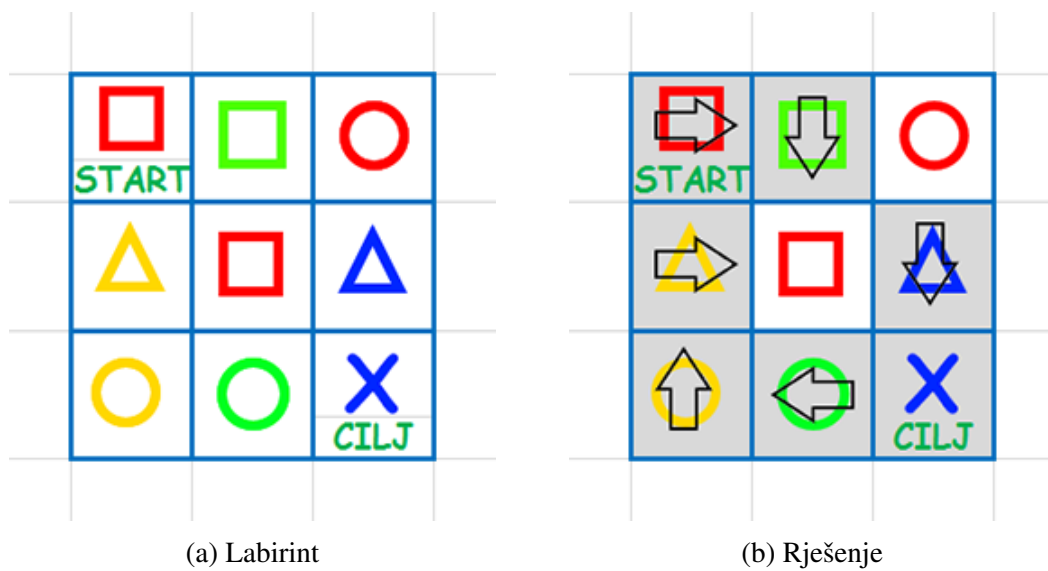 START
CILJ
(a) Labirint
START
CILJ
(b) Rješenje